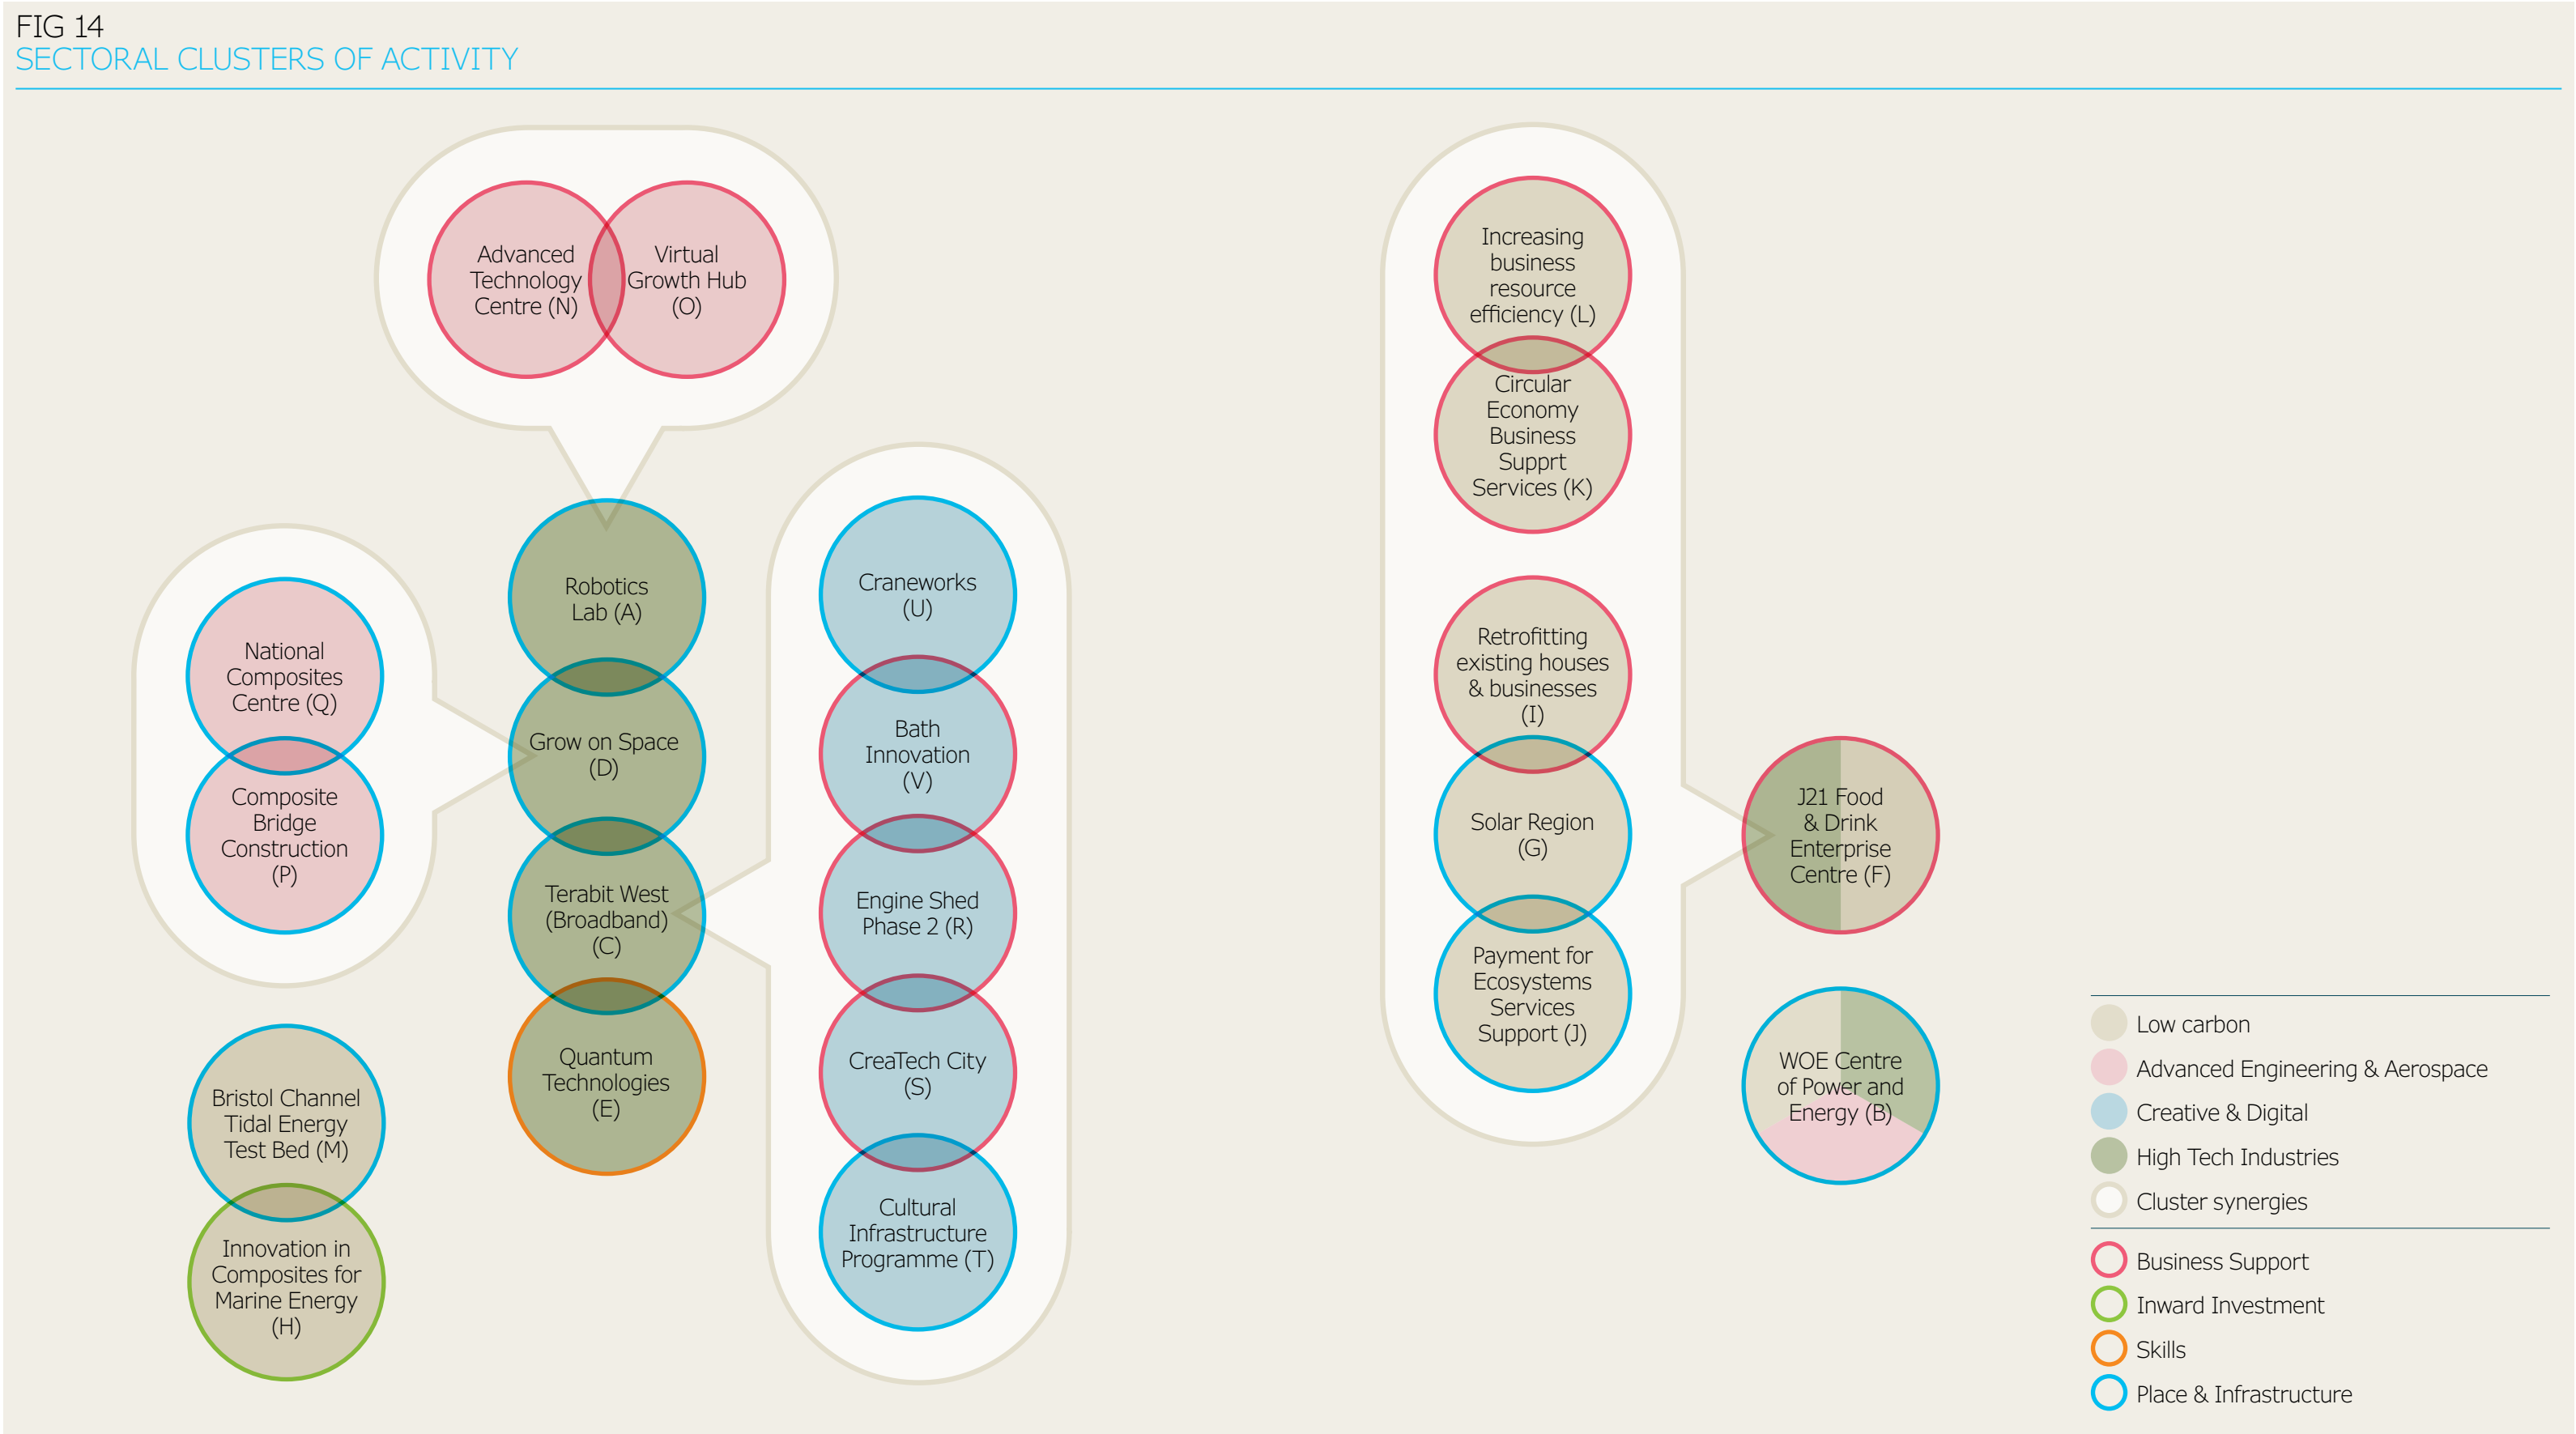 FIG 14
SECTORAL CLUSTERS OF ACTIVITY
Advanced
Technology
Centre (N)
Virtual
Growth Hub
(O)
National
Composites
Centre (Q)
Composite
Bridge
Construction
(P)
Bristol Channel
Tidal Energy
Test Bed (M)
Innovation in
Composites for
Marine Energy
(H)
Robotics
Lab (A)
Grow on Space
(D)
Terabit West
(Broadband)
(C)
Quantum
Technologies
(E)
Craneworks
(U)
Bath
Innovation
(V)
Engine Shed
Phase 2 (R)
CreaTech City
(S)
Cultural
Infrastructure
Programme (T)
Increasing
business
resource
efficiency (L)
Circular
Economy
Business
Supprt
Services (K)
Retrofitting
existing houses
& businesses
(I)
Solar Region
(G)
Payment for
Ecosystems
Services
Support (J)
J21 Food
& Drink
Enterprise
Centre (F)
WOE Centre
of Power and
Energy (B)
Low carbon
Advanced Engineering & Aerospace
Creative & Digital
High Tech Industries
Cluster synergies
Business Support
Inward Investment
Skills
Place & Infrastructure